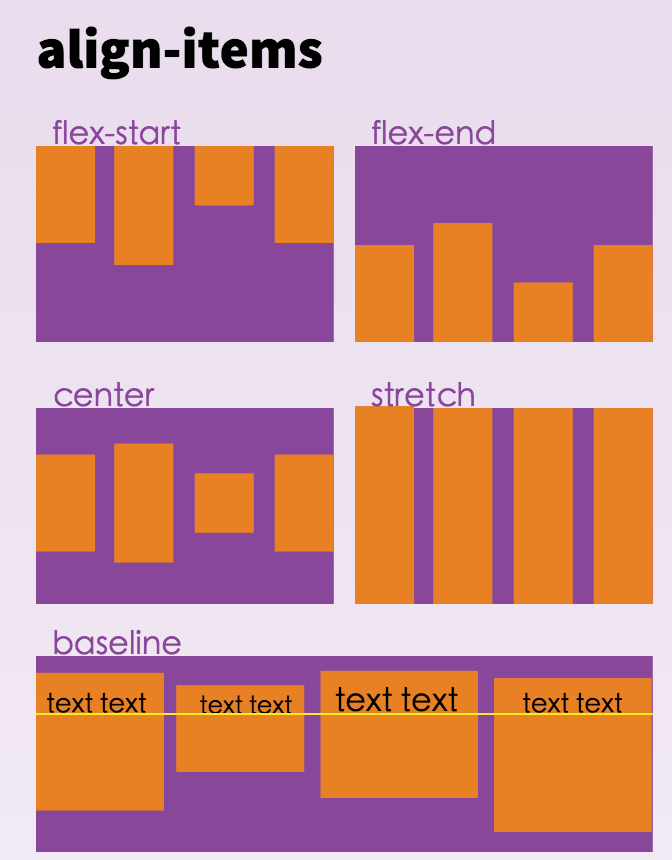 align-items
flex-start
flex-end
center
stretch
baseline
text text
text text
text text
text text